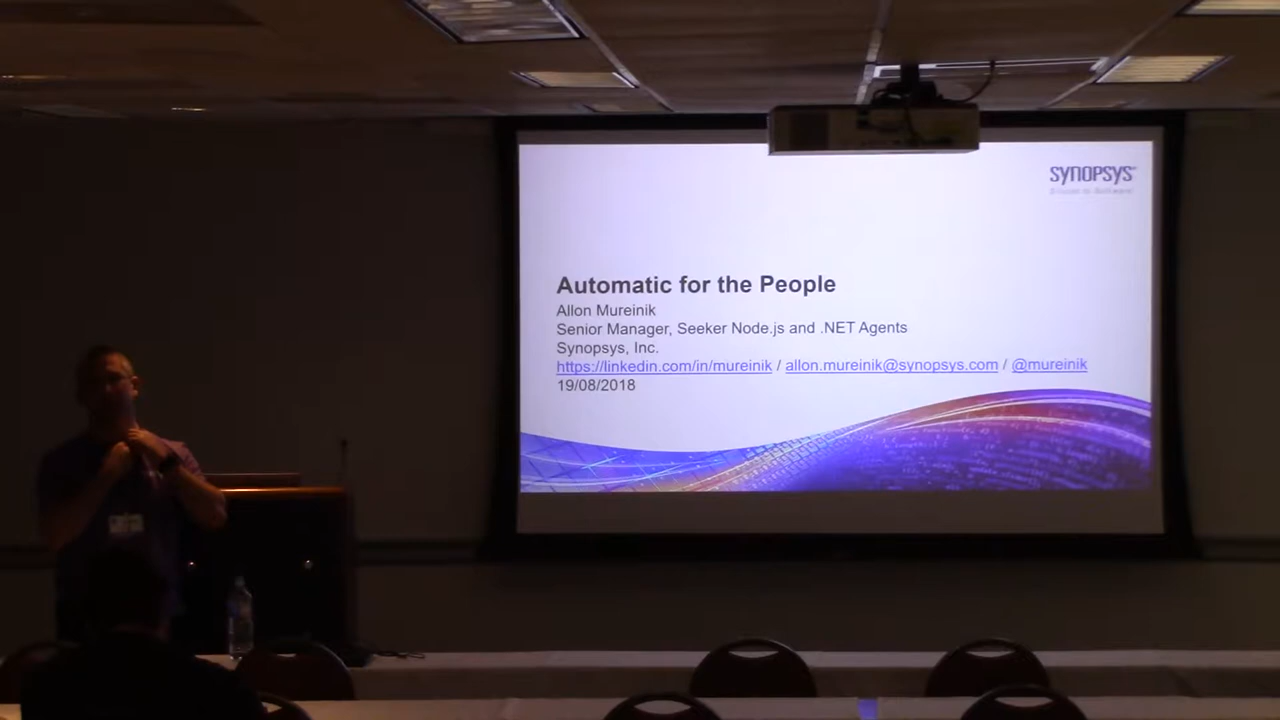 SYNOPSYS
Automatic for the People
Allon Mureinik
Senior Manager, Seeker Node.js and .NET Agents
Synopsys, Inc.
https://linkedin.com/in/mureinik / allon.mureinik@synopsys.com / @mureinik
19/08/2018